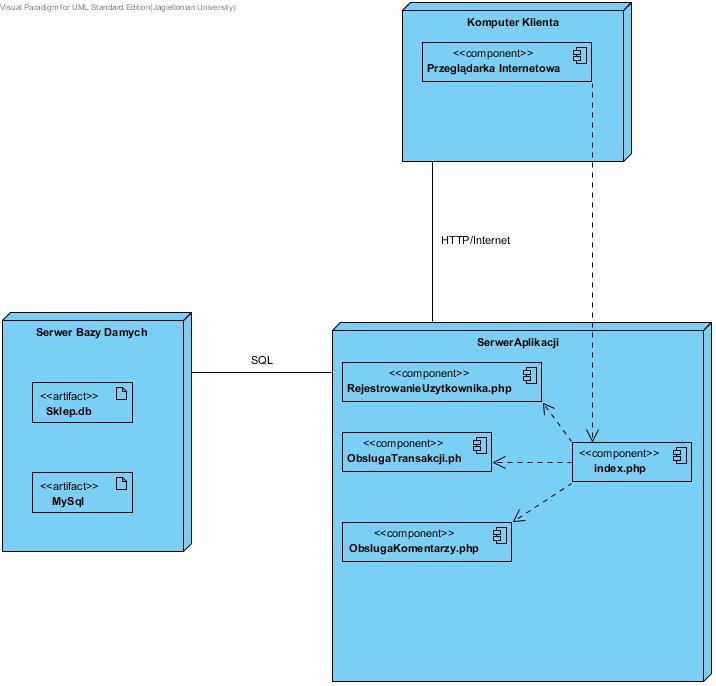 Visual Paradigm for UML Standard Edition(Jagiellonian University)
Komputer Klienta
<<component>>
Przeglądarka Internetowa
HTTP/Internet
Serwer Bazy Damych
<<artifact>>
Sklep.db
<<artifact>>
MySql
SQL
SerwerAplikacji
<<component>>
RejestrowanieUzytkownika.php
<<component>>
ObslugaTransakcji.ph
<<component>>
index.php
<<component>>
ObslugaKomentarzy.php